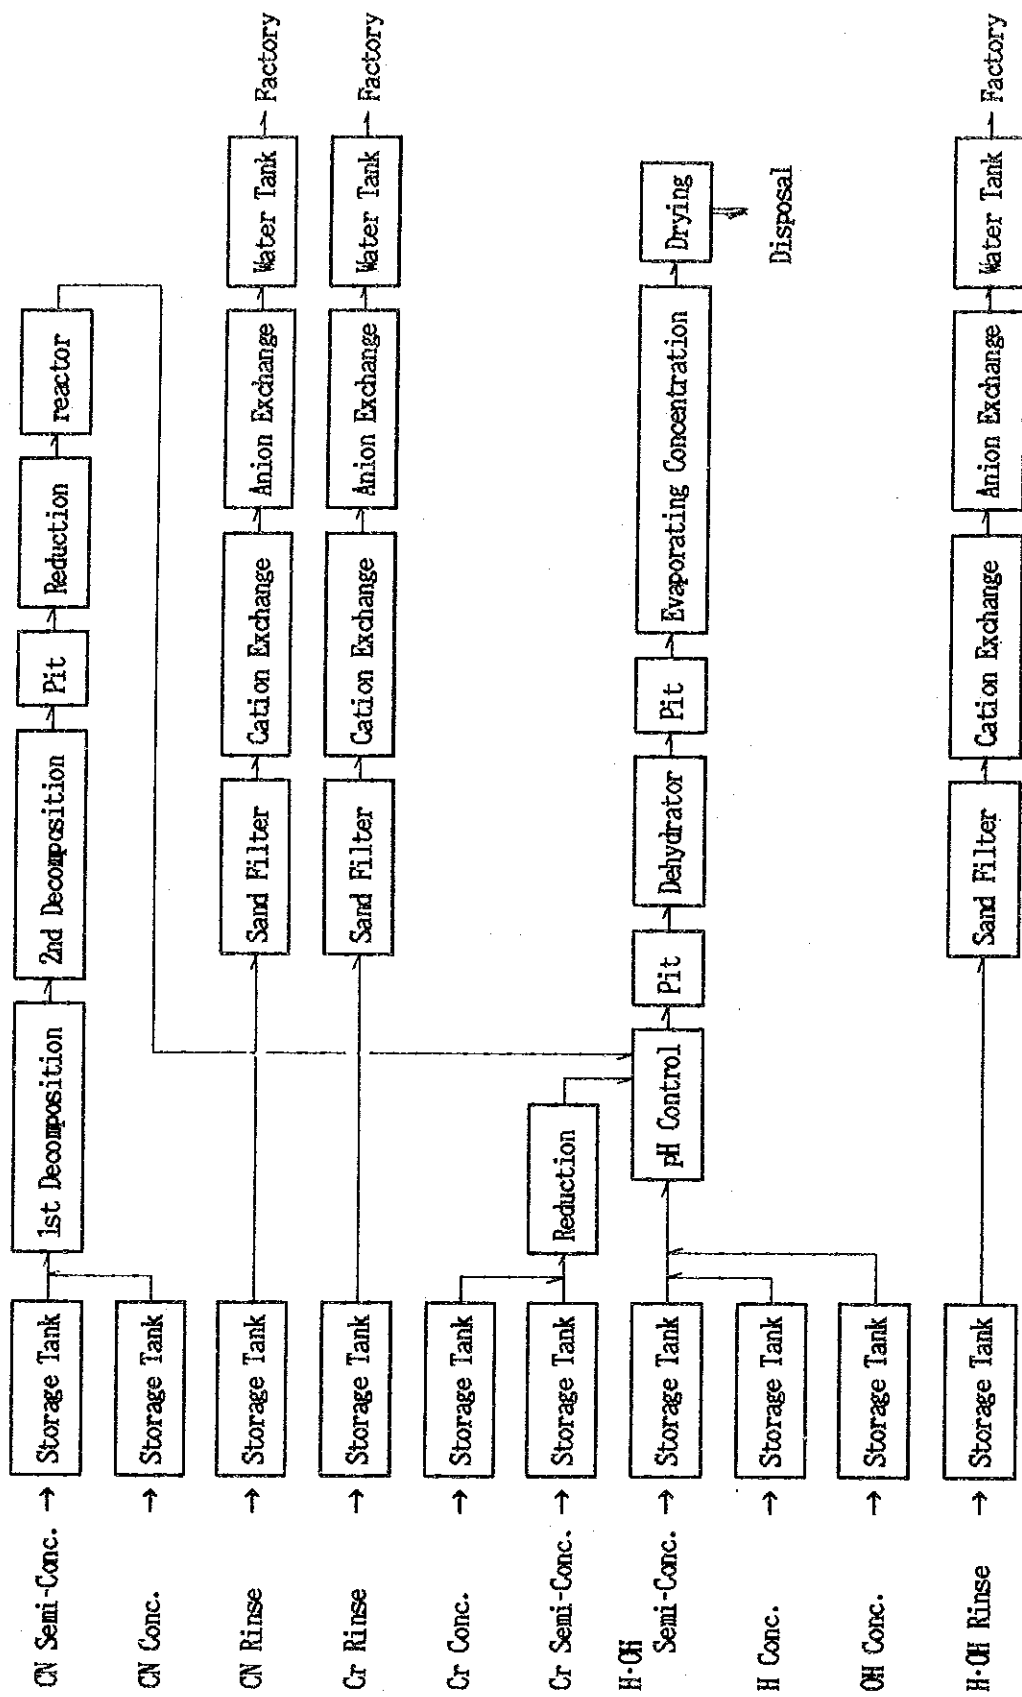 CN Semi-Conc. → Storage Tank 1st Decomposition 2nd Decomposition Pit Reduction reactor
CN Conc. → Storage Tank
CN Rinse → Storage Tank Sand Filter Cation Exchange Anion Exchange Water Tank Factory
Cr Rinse → Storage Tank Sand Filter Cation Exchange Anion Exchange Water Tank Factory
Cr Conc. → Storage Tank
Cr Semi-Conc. → Storage Tank Reduction
H·OH
Semi-Conc. → Storage Tank pH Control Pit Dehydrator Pit Evaporating Concentration Drying
Disposal
H Conc. → Storage Tank
OH Conc. → Storage Tank
H·OH Rinse → Storage Tank Sand Filter Cation Exchange Anion Exchange Water Tank Factory